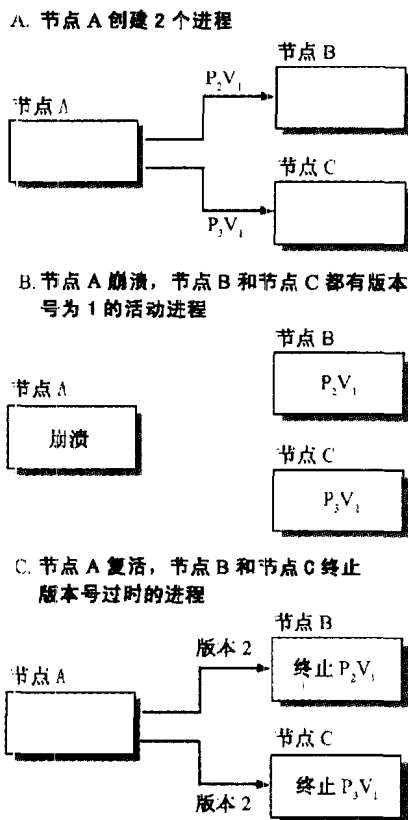 A. 节点 A 创建 2 个进程
节点 B
P₂V₁
节点 A
节点 C
P₃V₁
B. 节点 A 崩溃，节点 B 和节点 C 都有版本
号为 1 的活动进程
节点 B
P₂V₁
节点 A
崩溃
节点 C
P₃V₁
C. 节点 A 复活，节点 B 和节点 C 终止
版本号过时的进程
节点 B
版本 2
终止 P₂V₁
节点 A
节点 C
终止 P₃V₁
版本 2